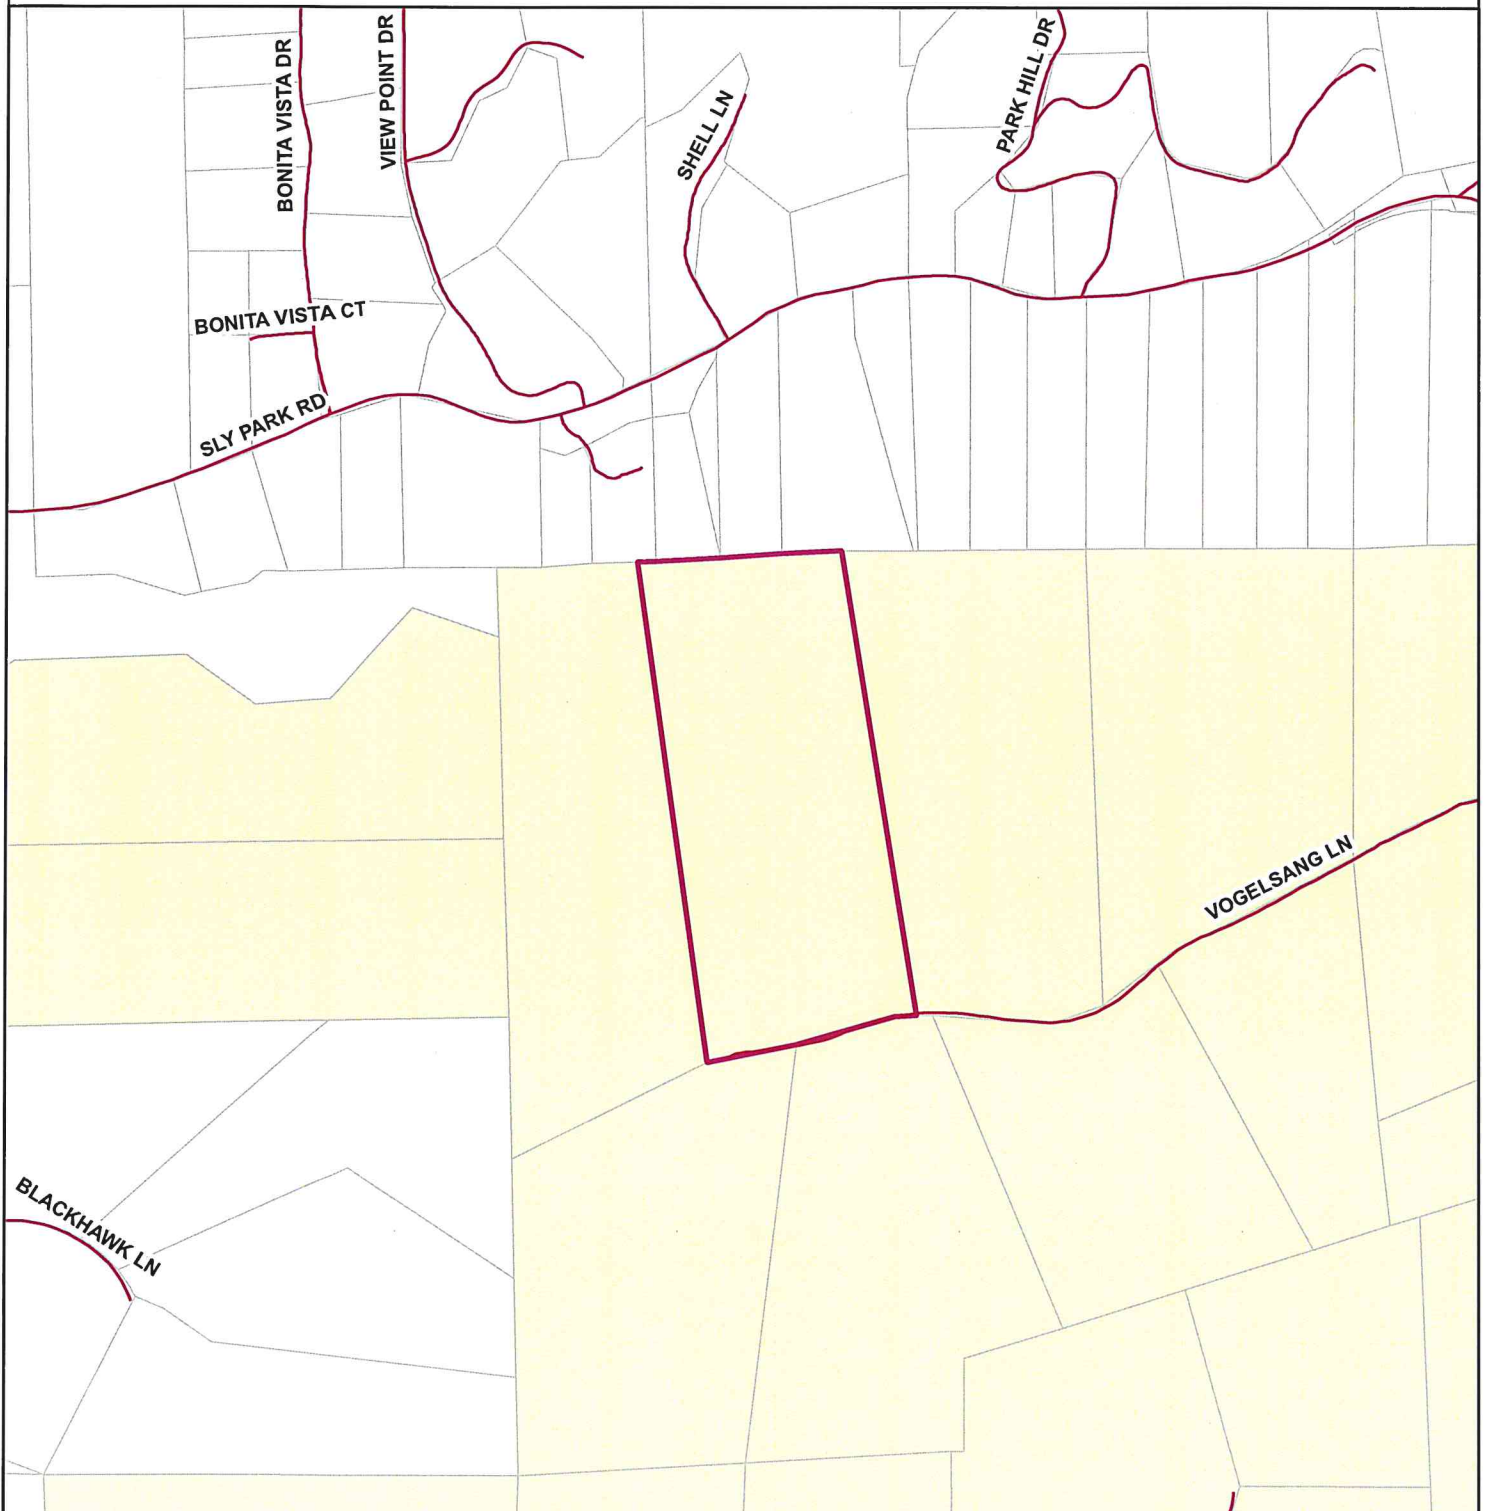 BONITA VISTA DR
VIEW POINT DR
SHELL LN
PARK HILL DR
BONITA VISTA CT
SLY PARK RD
VOGELSANG LN
BLACKHAWK LN